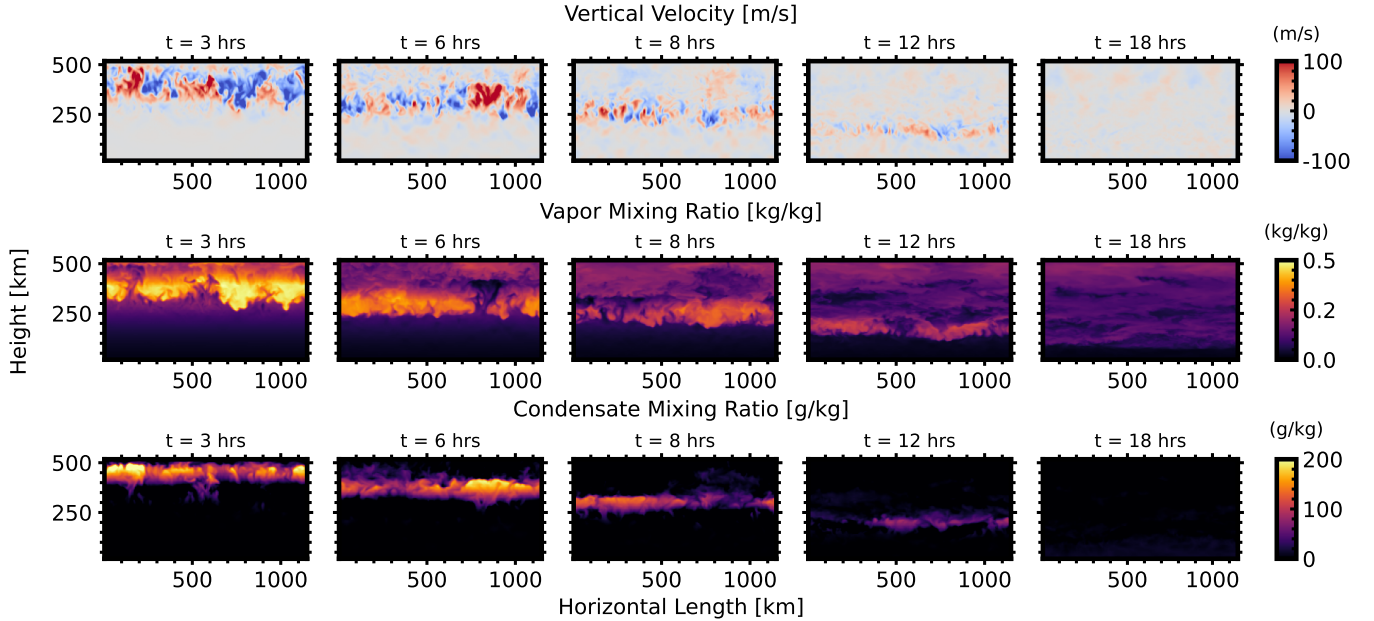 Vertical Velocity [m/s]
t = 3 hrs t = 6 hrs t = 8 hrs t = 12 hrs t = 18 hrs (m/s)
500 100
250 0
-100
500 1000 500 1000 500 1000 500 1000 500 1000
Vapor Mixing Ratio [kg/kg]
t = 3 hrs t = 6 hrs t = 8 hrs t = 12 hrs t = 18 hrs (kg/kg)
500 0.5
250 0.2
0.0
500 1000 500 1000 500 1000 500 1000 500 1000
Height [km]
Condensate Mixing Ratio [g/kg]
t = 3 hrs t = 6 hrs t = 8 hrs t = 12 hrs t = 18 hrs (g/kg)
500 200
250 100
0
500 1000 500 1000 500 1000 500 1000 500 1000
Horizontal Length [km]